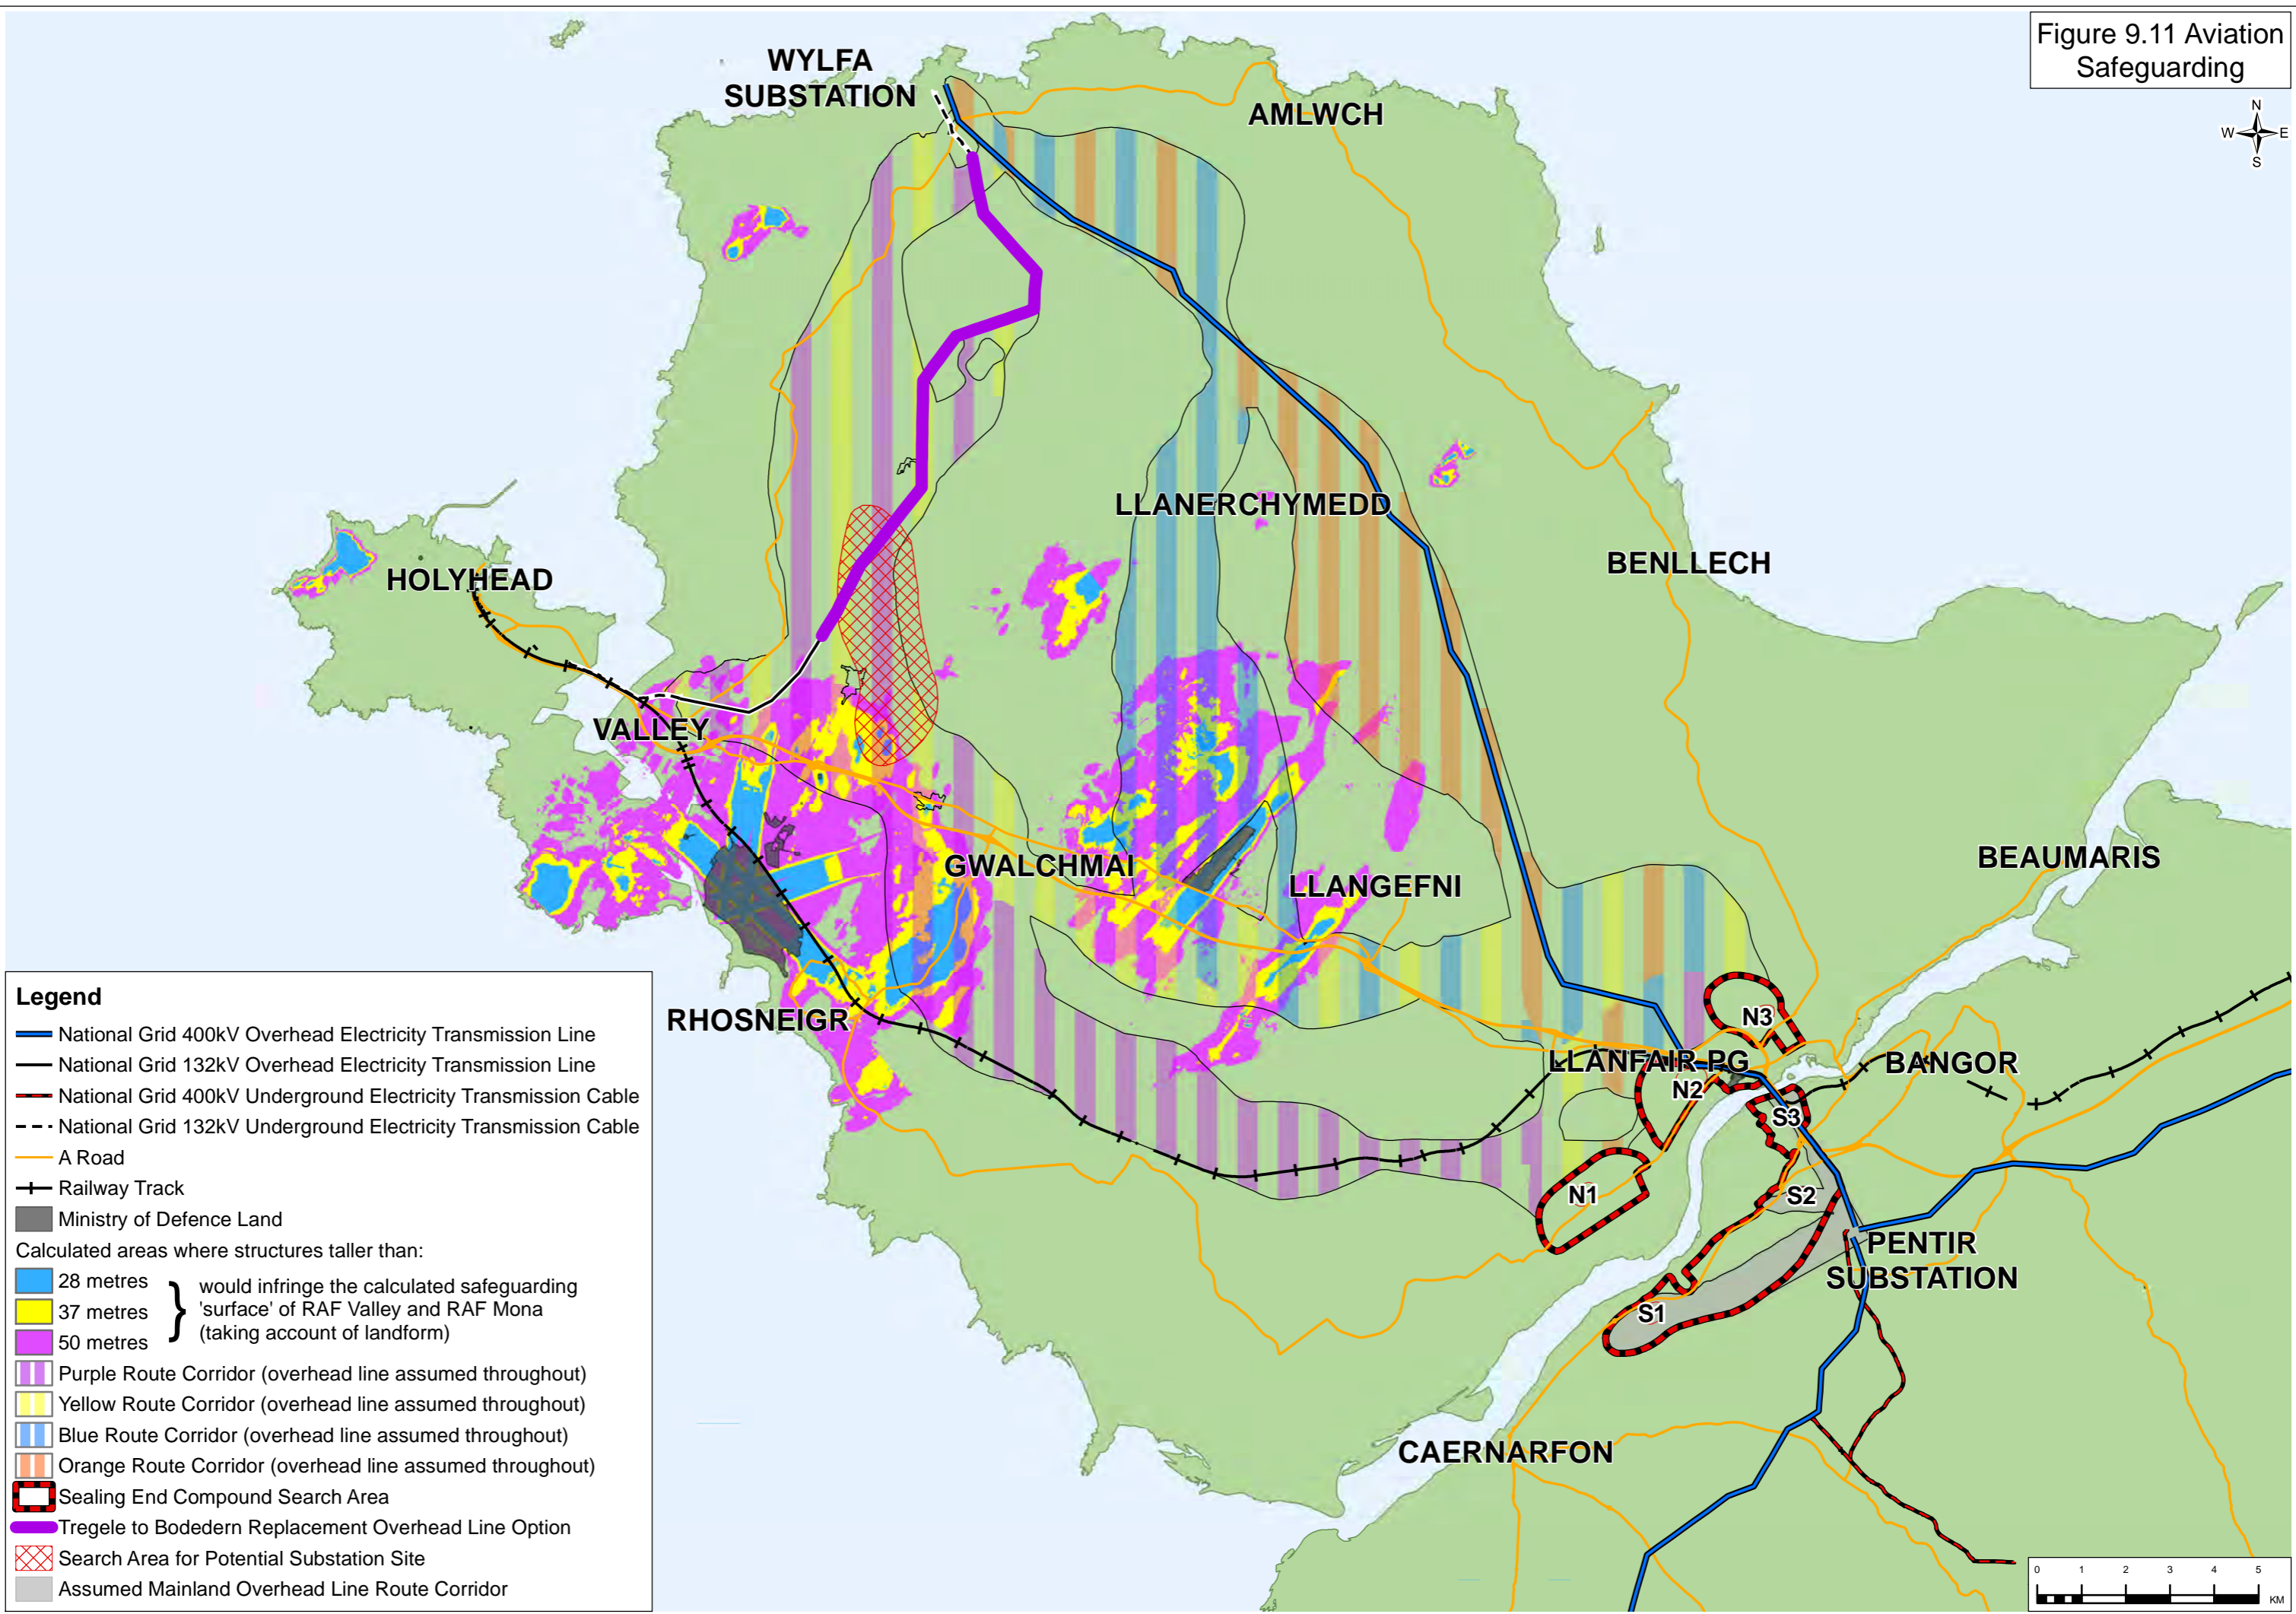 Figure 9.11 Aviation
Safeguarding
N
W E
S
WYLFA
SUBSTATION
AMLWCH
LLANERCHYMEDD
BENLLECH
HOLYHEAD
VALLEY
GWALCHMAI
LLANGEFNI
BEAUMARIS
RHOSNEIGR
N3
LLANFAIR PG
BANGOR
N2
S3
N1
S2
PENTIR
SUBSTATION
S1
CAERNARFON
Legend
National Grid 400kV Overhead Electricity Transmission Line
National Grid 132kV Overhead Electricity Transmission Line
National Grid 400kV Underground Electricity Transmission Cable
National Grid 132kV Underground Electricity Transmission Cable
A Road
Railway Track
Ministry of Defence Land
Calculated areas where structures taller than:
28 metres
37 metres
50 metres
} would infringe the calculated safeguarding
'surface' of RAF Valley and RAF Mona
(taking account of landform)
Purple Route Corridor (overhead line assumed throughout)
Yellow Route Corridor (overhead line assumed throughout)
Blue Route Corridor (overhead line assumed throughout)
Orange Route Corridor (overhead line assumed throughout)
Sealing End Compound Search Area
Tregele to Bodedern Replacement Overhead Line Option
Search Area for Potential Substation Site
Assumed Mainland Overhead Line Route Corridor
0 1 2 3 4 5
KM